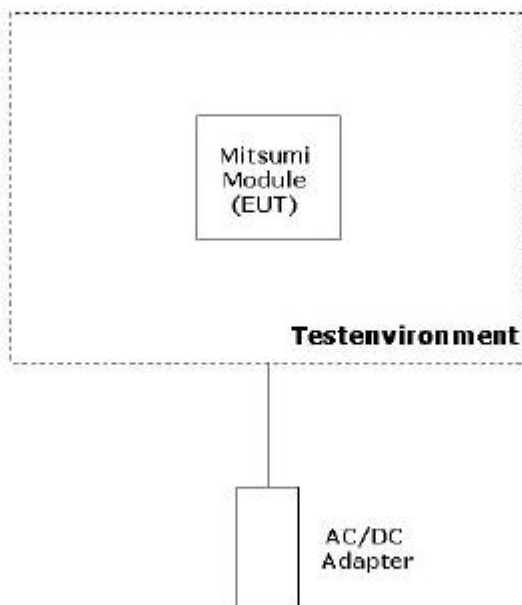 Mitsumi
Module
(EUT)
Testenvironment
AC/DC
Adapter